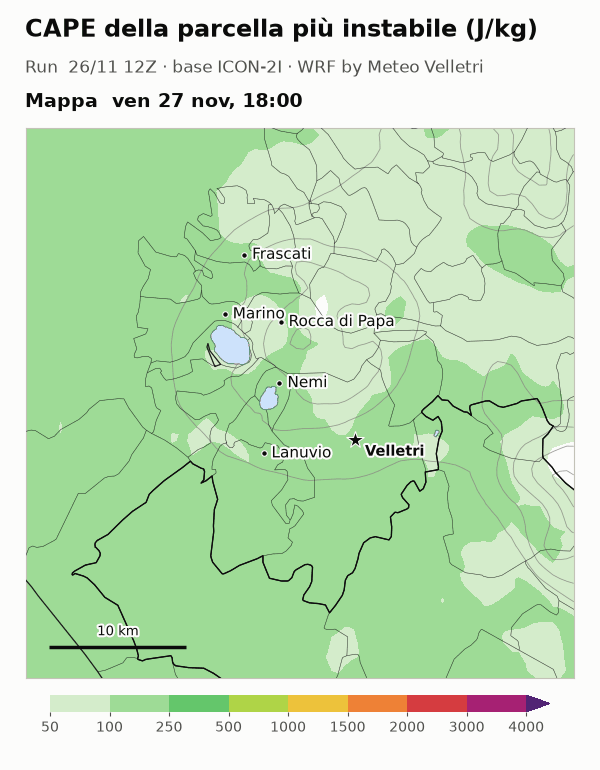 CAPE della parcella più instabile (J/kg)
Run  26/11 12Z · base ICON-2I · WRF by Meteo Velletri
Mappa  ven 27 nov, 18:00
Frascati
Marino
Rocca di Papa
Nemi
Velletri
Lanuvio
10 km
50 100 250 500 1000 1500 2000 3000 4000